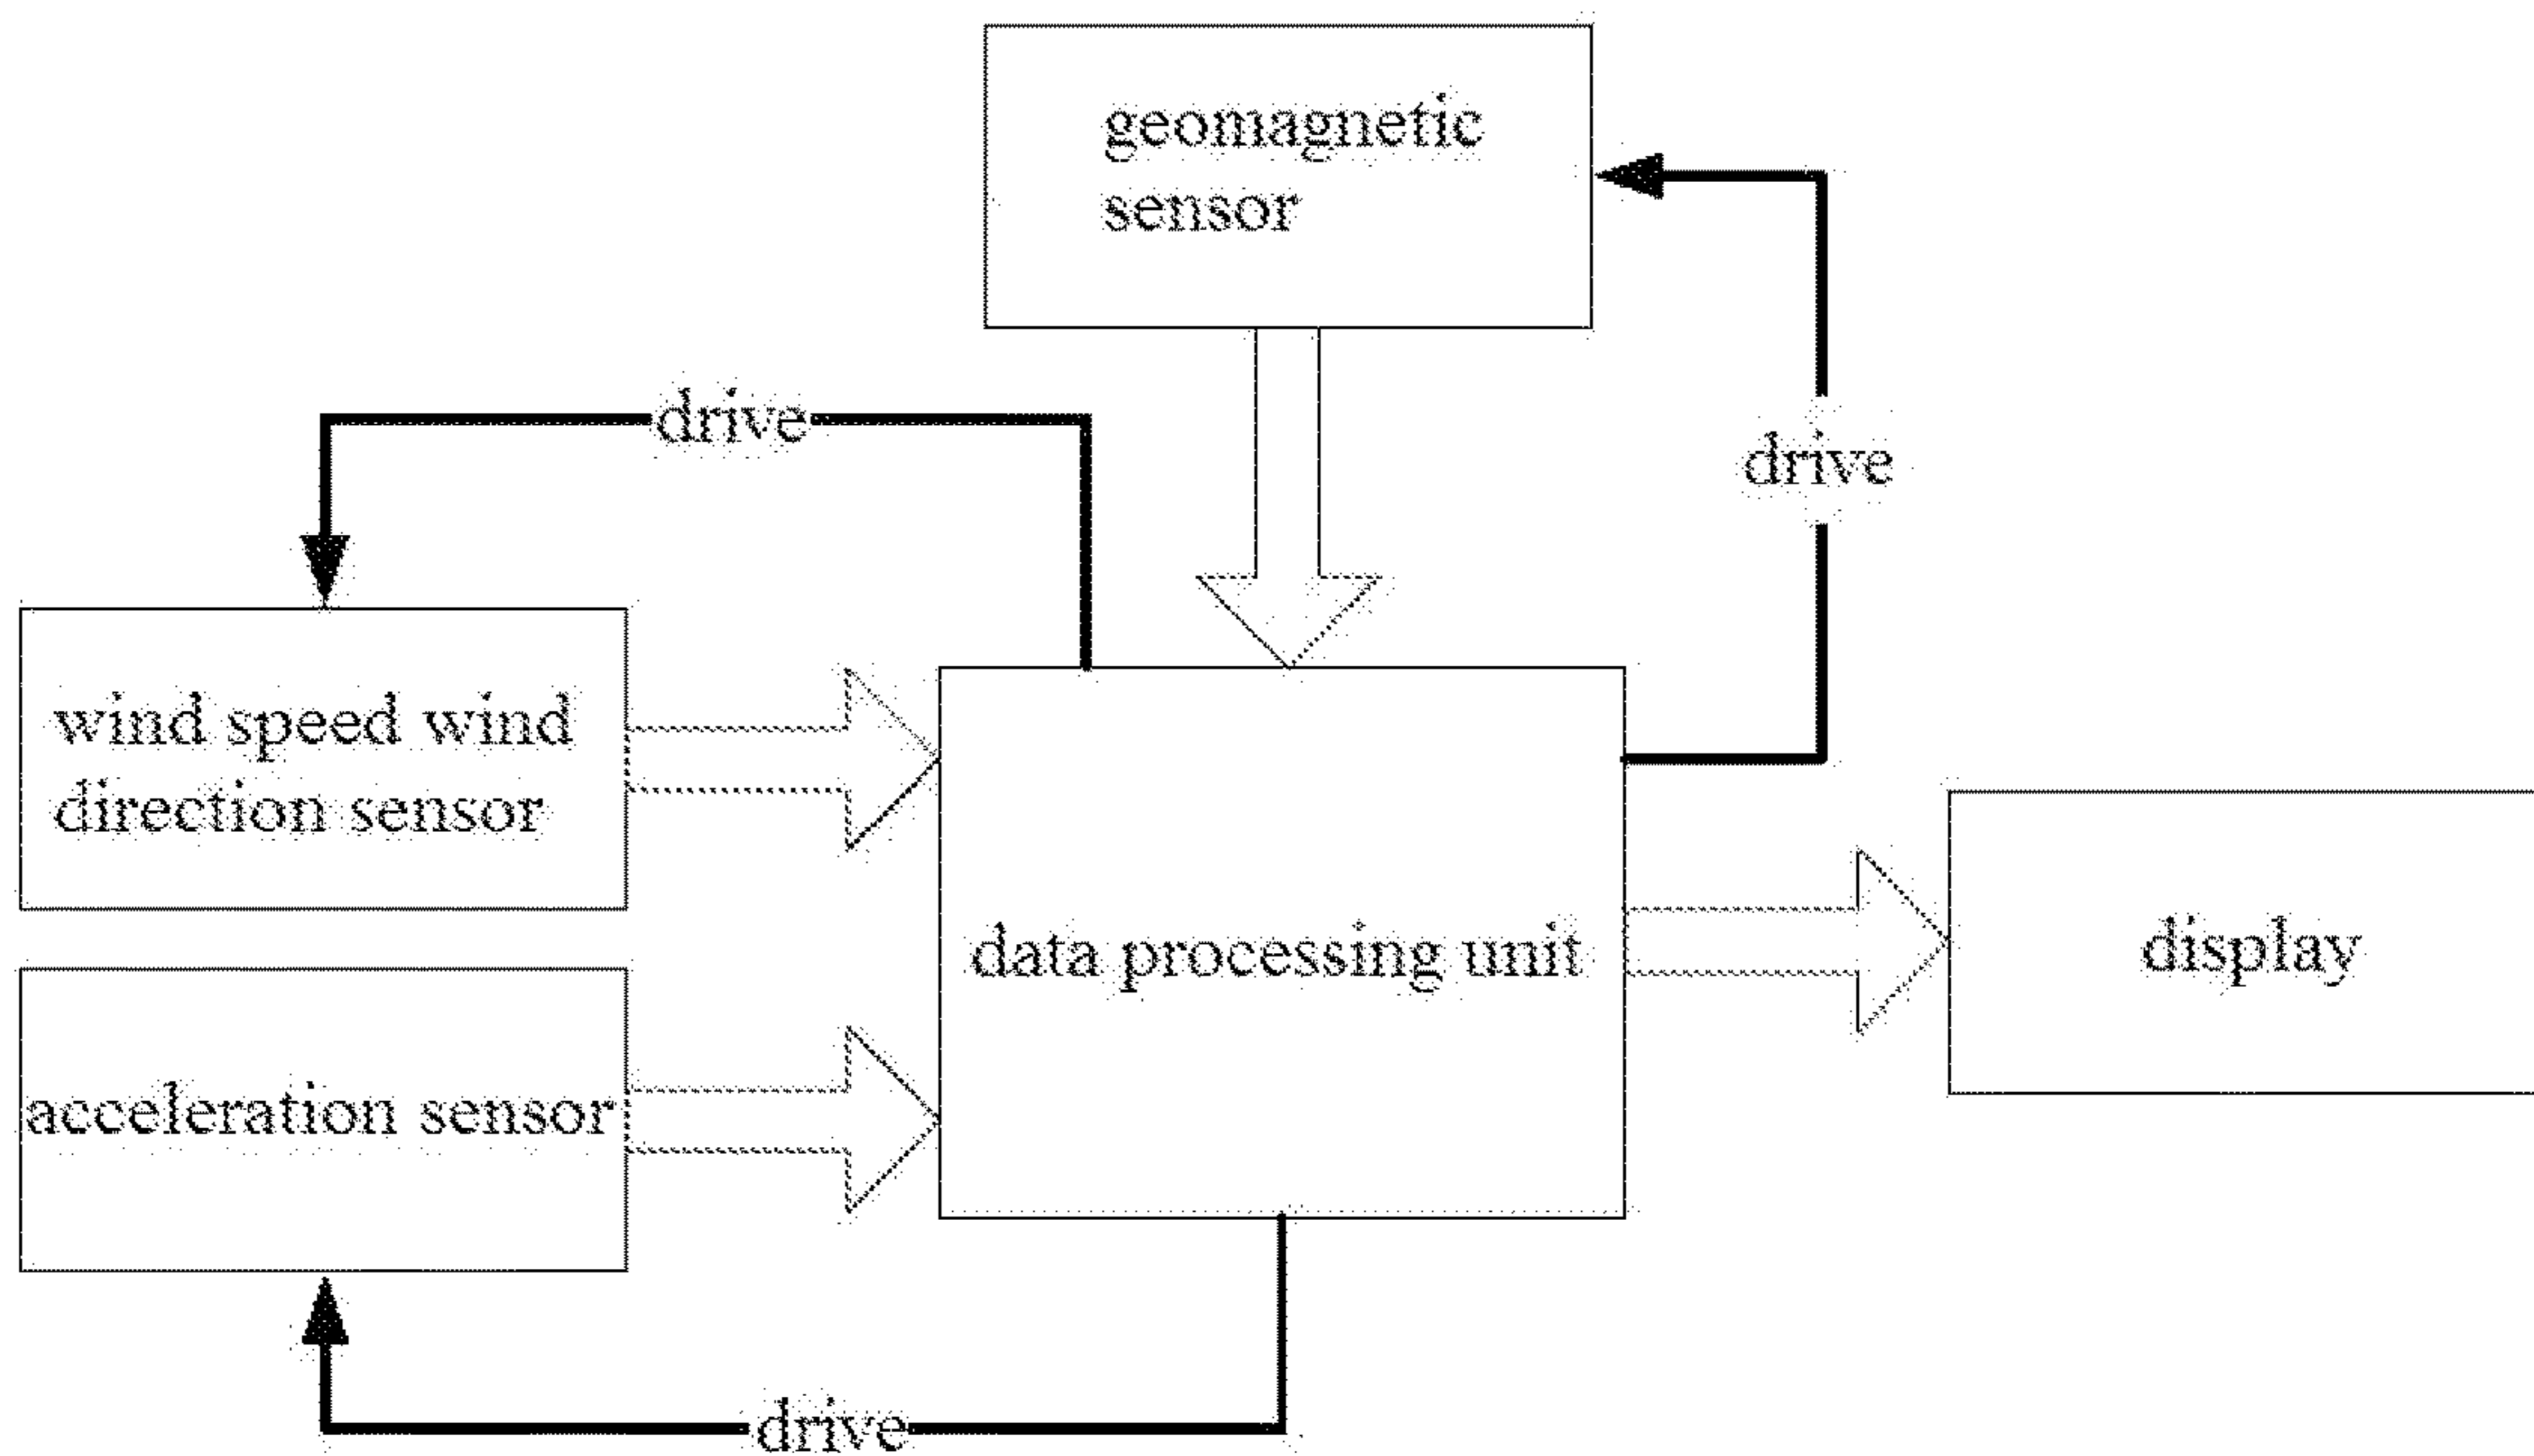 geomagnetic
sensor
drive
drive
wind speed wind
direction sensor
data processing unit
display
acceleration sensor
drive